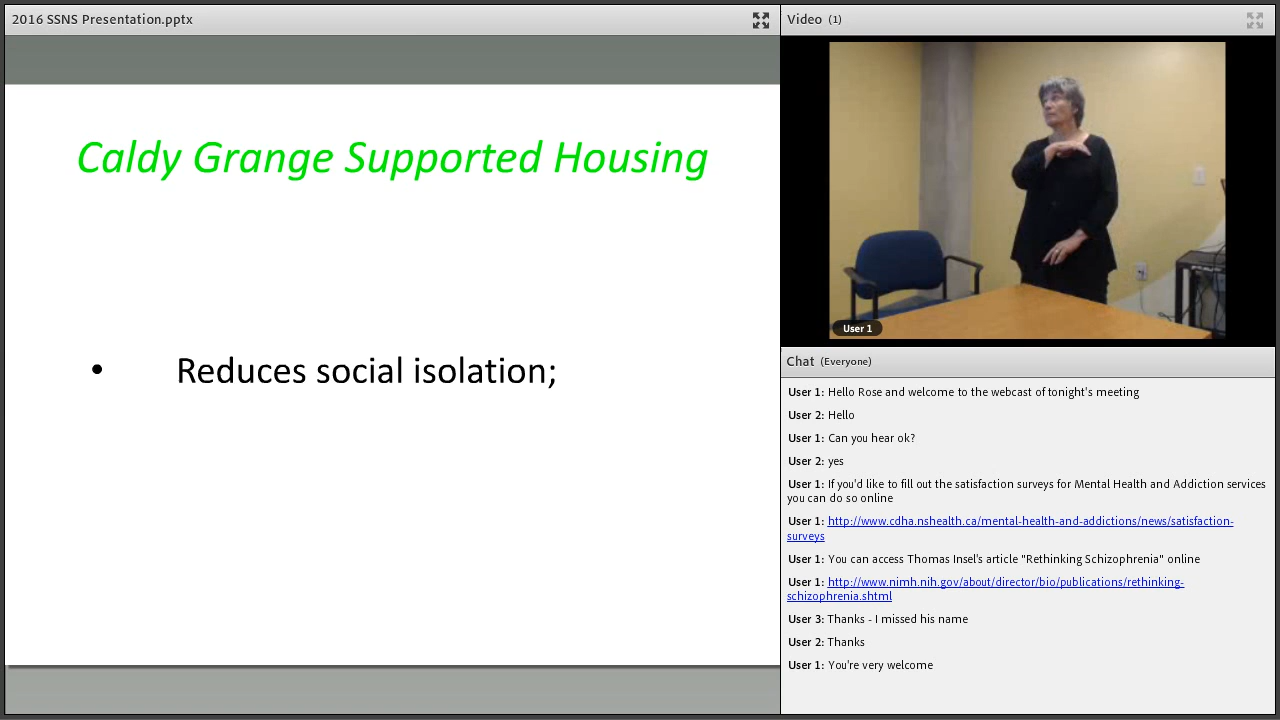 2016 SSNS Presentation.pptx
Caldy Grange Supported Housing
• Reduces social isolation;
Video (1)
User 1
Chat (Everyone)
User 1: Hello Rose and welcome to the webcast of tonight's meeting
User 2: Hello
User 1: Can you hear ok?
User 2: yes
User 1: If you'd like to fill out the satisfaction surveys for Mental Health and Addiction services
you can do so online
User 1: http://www.cdha.nshealth.ca/mental-health-and-addictions/news/satisfaction-
surveys
User 1: You can access Thomas Insel's article "Rethinking Schizophrenia" online
User 1: http://www.nimh.nih.gov/about/director/bio/publications/rethinking-
schizophrenia.shtml
User 3: Thanks - I missed his name
User 2: Thanks
User 1: You're very welcome